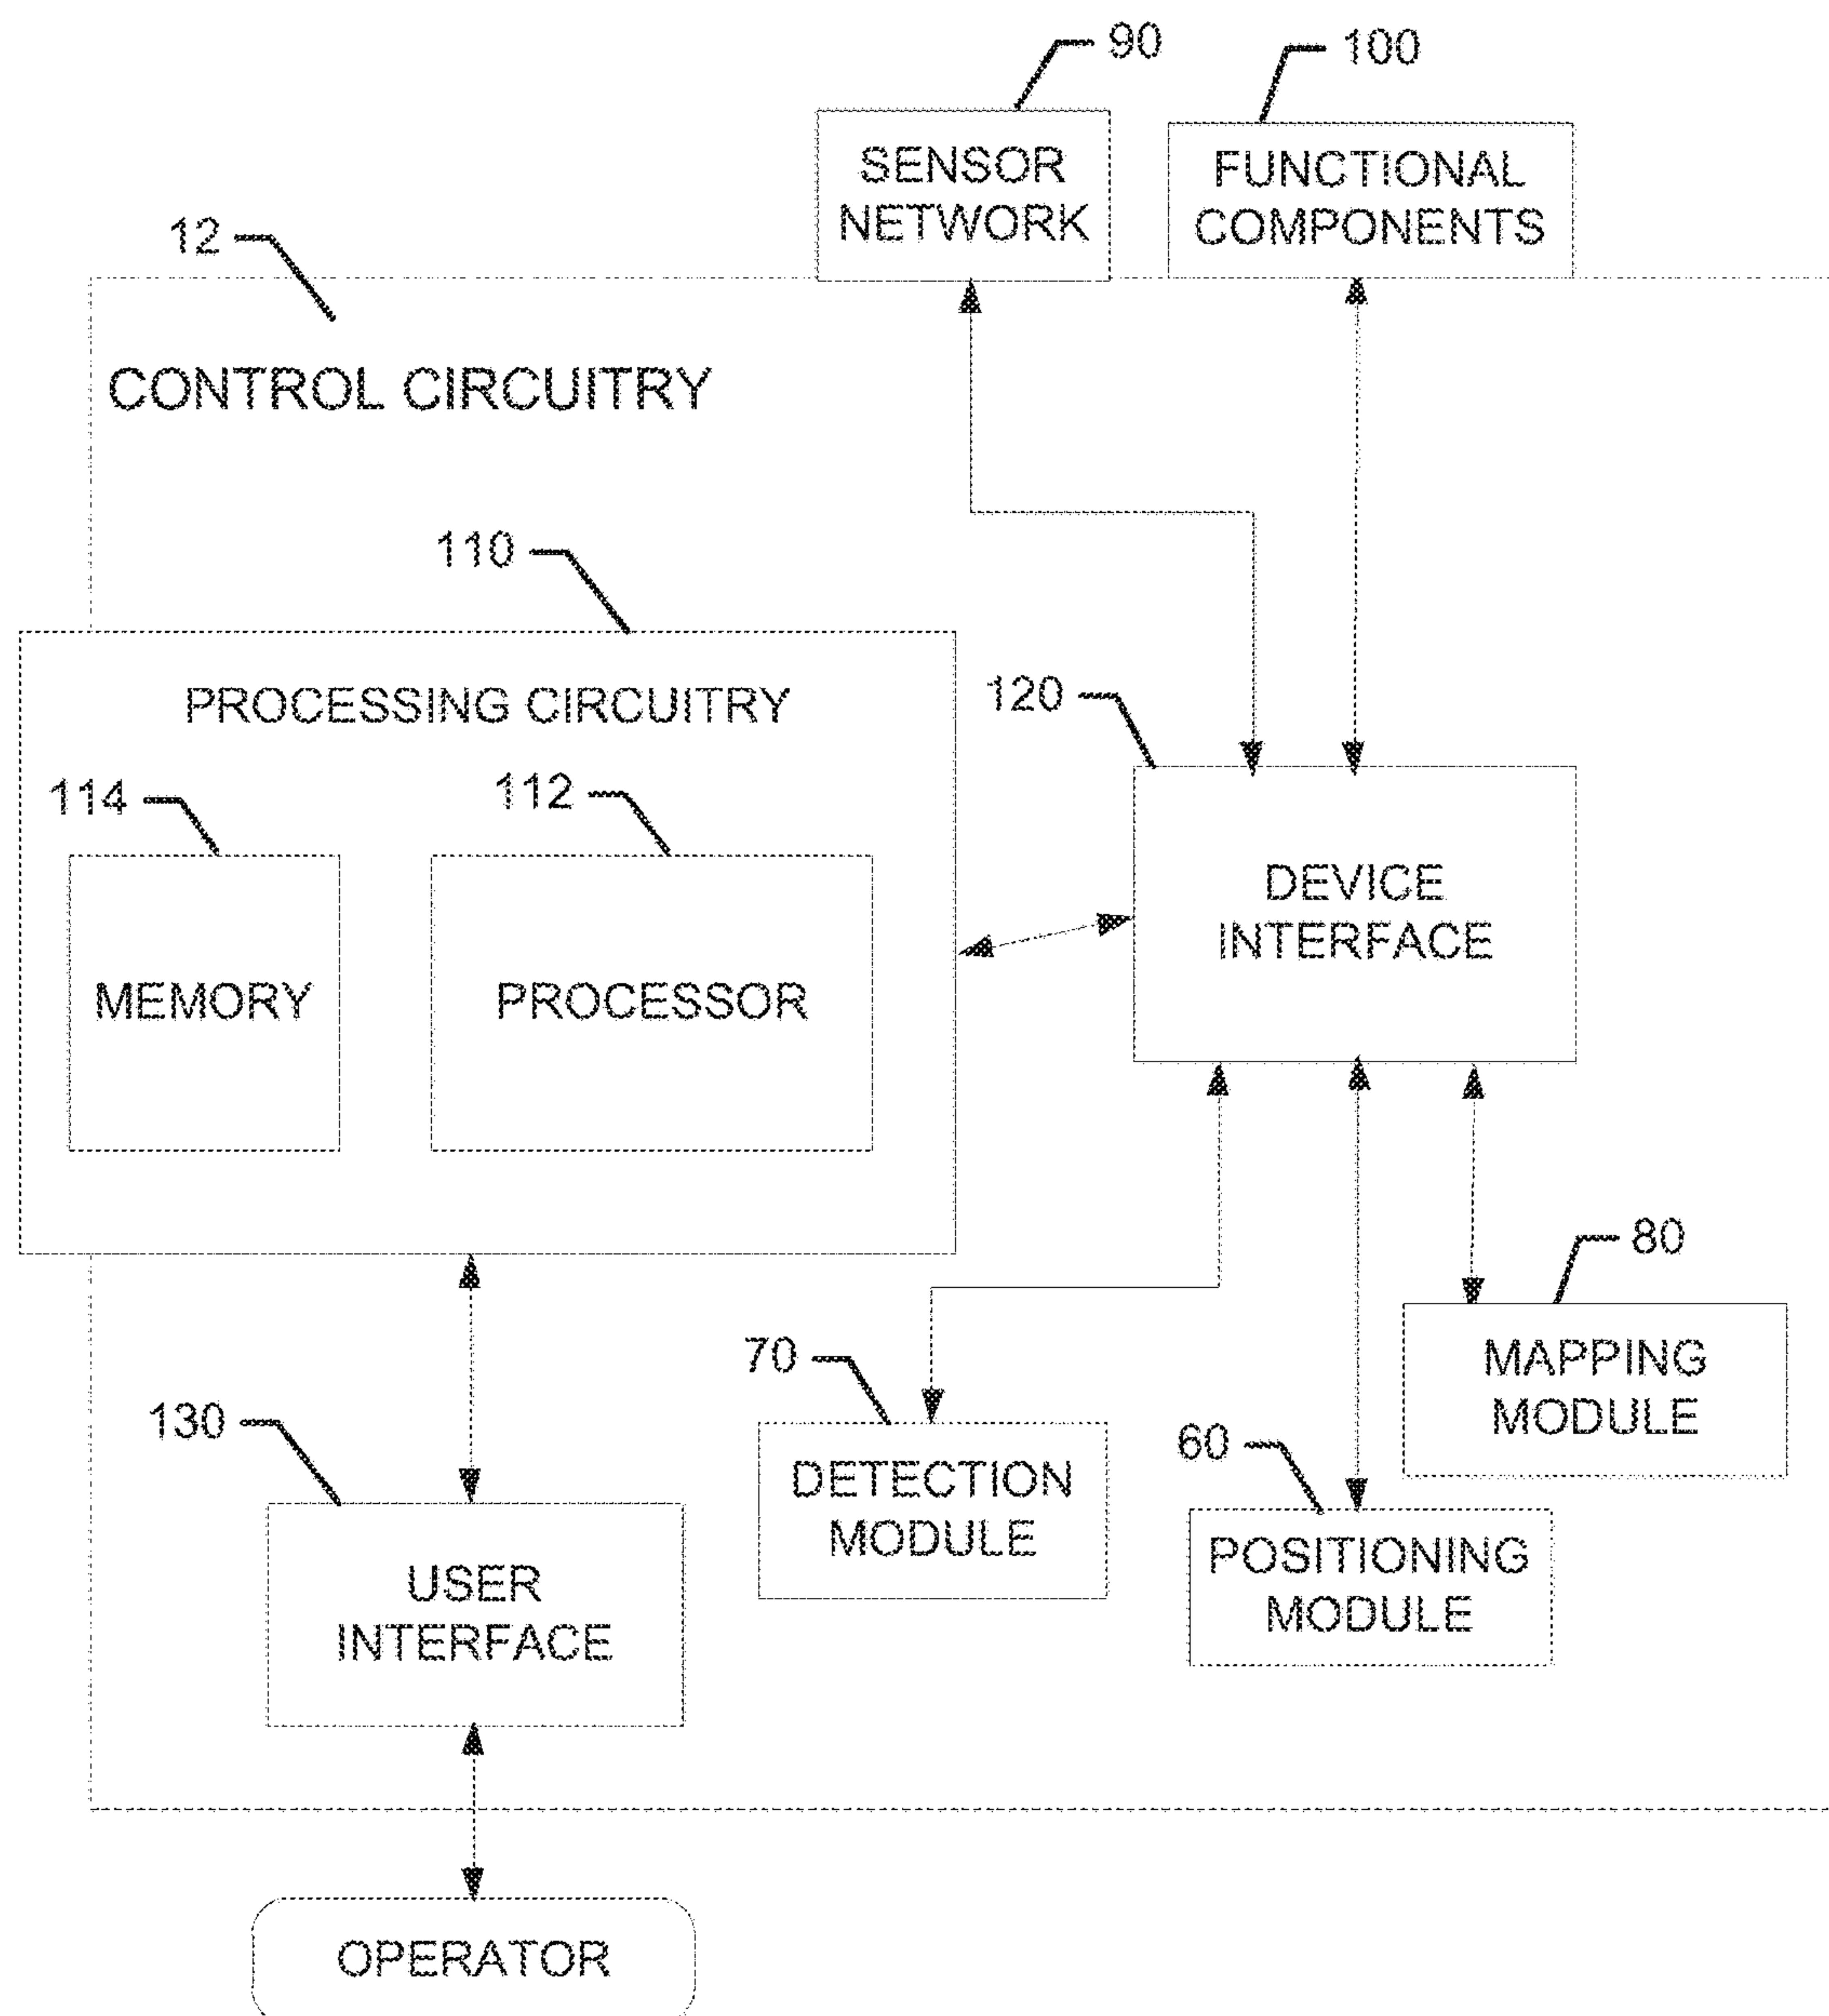 90
100
SENSOR
NETWORK
FUNCTIONAL
COMPONENTS
12
CONTROL CIRCUITRY
110
PROCESSING CIRCUITRY
120
114
112
DEVICE
INTERFACE
MEMORY
PROCESSOR
80
MAPPING
MODULE
70
130
60
DETECTION
MODULE
POSITIONING
MODULE
USER
INTERFACE
OPERATOR